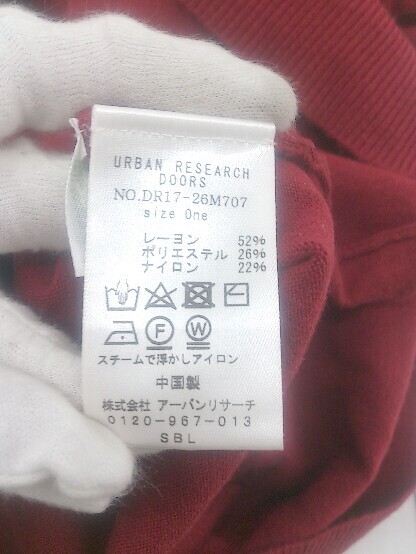 URBAN RESEARCH
DOORS
NO.DR17-26M707
size One
レーヨン 52%
ポリエステル 26%
ナイロン 22%
F W
スチームで浮かしアイロン
中国製
株式会社 アーバンリサーチ
0120-967-013
SBL